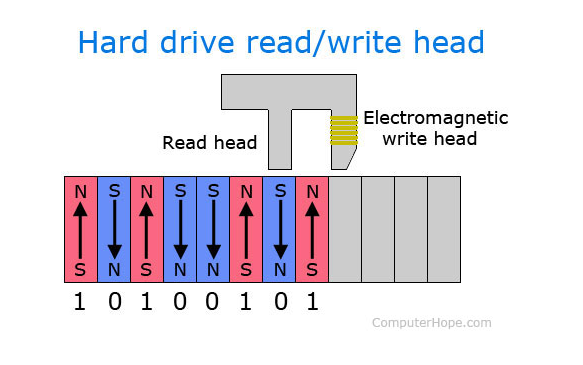 Hard drive read/write head
Electromagnetic
write head
Read head
N S N S S N S N
S N S N N S N S
1 0 1 0 0 1 0 1
ComputerHope.com